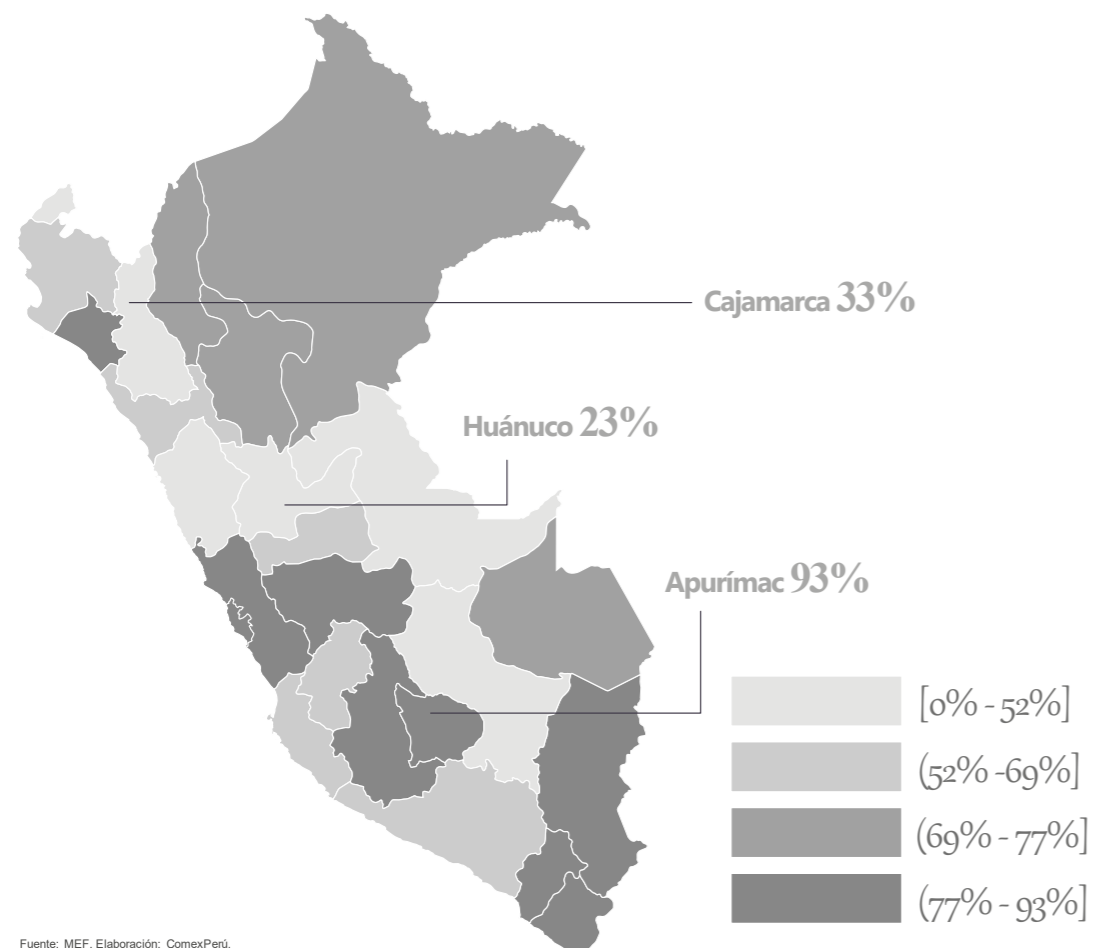 Cajamarca 33%
Huánuco 23%
Apurímac 93%
[0% - 52%]
(52% -69%]
(69% - 77%]
(77% - 93%]
Fuente: MEF. Elaboración: ComexPerú.